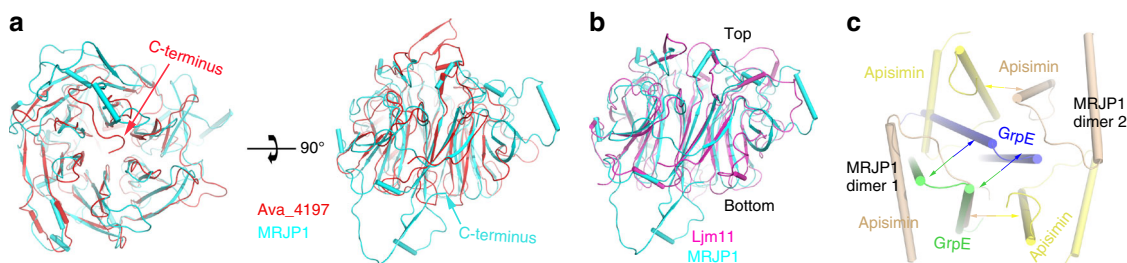 a
C-terminus
90°
Ava_4197
MRJP1
C-terminus
b
Top
Bottom
Ljm11
MRJP1
c
Apisimin
Apisimin
MRJP1
dimer 2
GrpE
MRJP1
dimer 1
Apisimin
GrpE
Apisimin